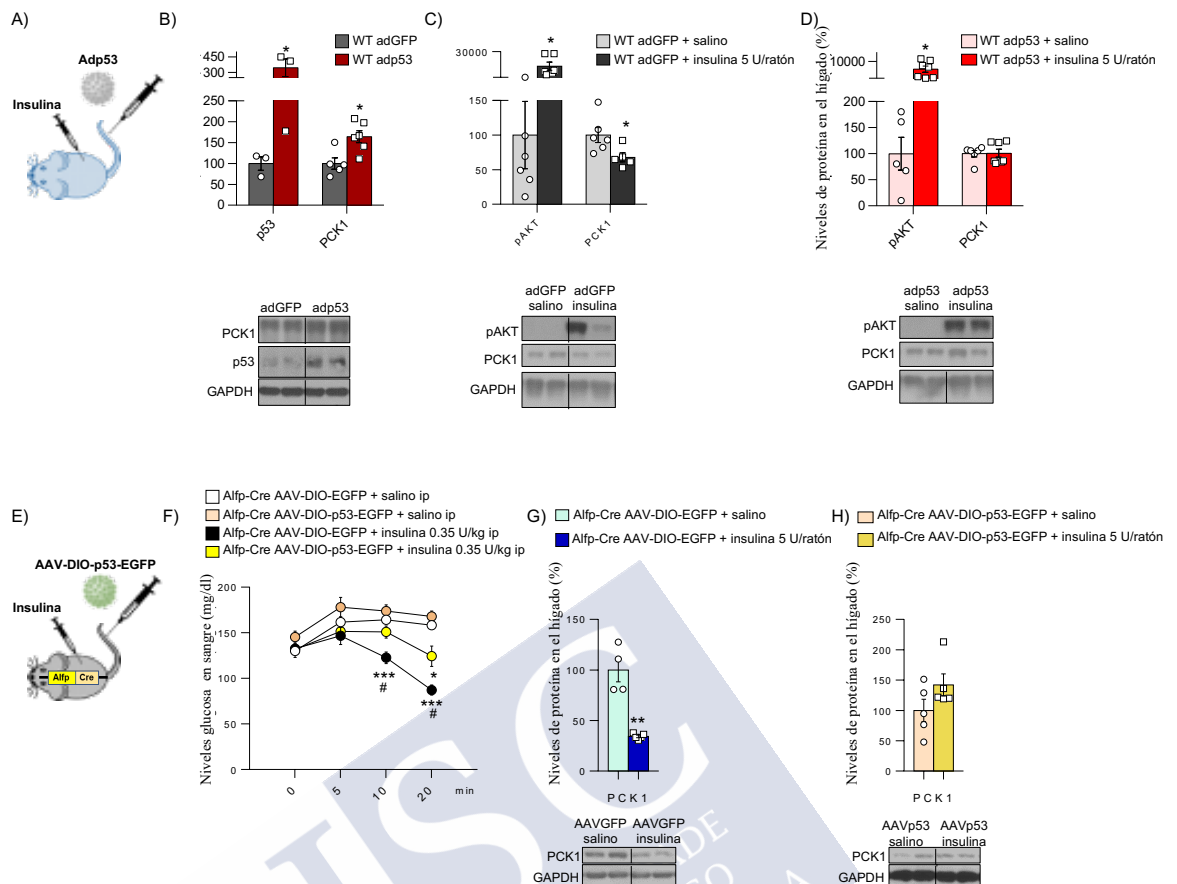 A)
Adp53
Insulina
B)
WT adGFP
WT adp53
450
300
250
200
150
100
50
0
*
*
p53
PCK1
adGFP adp53
PCK1
p53
GAPDH
C)
WT adGFP + salino
WT adGFP + insulina 5 U/ratón
30000
150
100
50
0
*
*
pAKT
PCK1
adGFP adGFP
salino insulina
pAKT
PCK1
GAPDH
D)
WT adp53 + salino
WT adp53 + insulina 5 U/ratón
Niveles de proteína en el hígado (%)
10000
200
150
100
50
0
*
pAKT
PCK1
adp53 adp53
salino insulina
pAKT
PCK1
GAPDH
E)
AAV-DIO-p53-EGFP
Insulina
Alfp Cre
F)
Alfp-Cre AAV-DIO-EGFP + salino ip
Alfp-Cre AAV-DIO-p53-EGFP + salino ip
Alfp-Cre AAV-DIO-EGFP + insulina 0.35 U/kg ip
Alfp-Cre AAV-DIO-p53-EGFP + insulina 0.35 U/kg ip
Niveles glucosa en sangre (mg/dl)
200
150
100
50
0
***
#
*
***
#
0 5 10 20 min
G)
Alfp-Cre AAV-DIO-EGFP + salino
Alfp-Cre AAV-DIO-EGFP + insulina 5 U/ratón
Niveles de proteína en el hígado (%)
150
100
50
0
**
PCK1
AAVGFP AAVGFP
salino insulina
PCK1
GAPDH
H)
Alfp-Cre AAV-DIO-p53-EGFP + salino
Alfp-Cre AAV-DIO-p53-EGFP + insulina 5 U/ratón
Niveles de proteína en el hígado (%)
250
200
150
100
50
0
PCK1
AAVp53 AAVp53
salino insulina
PCK1
GAPDH
USC